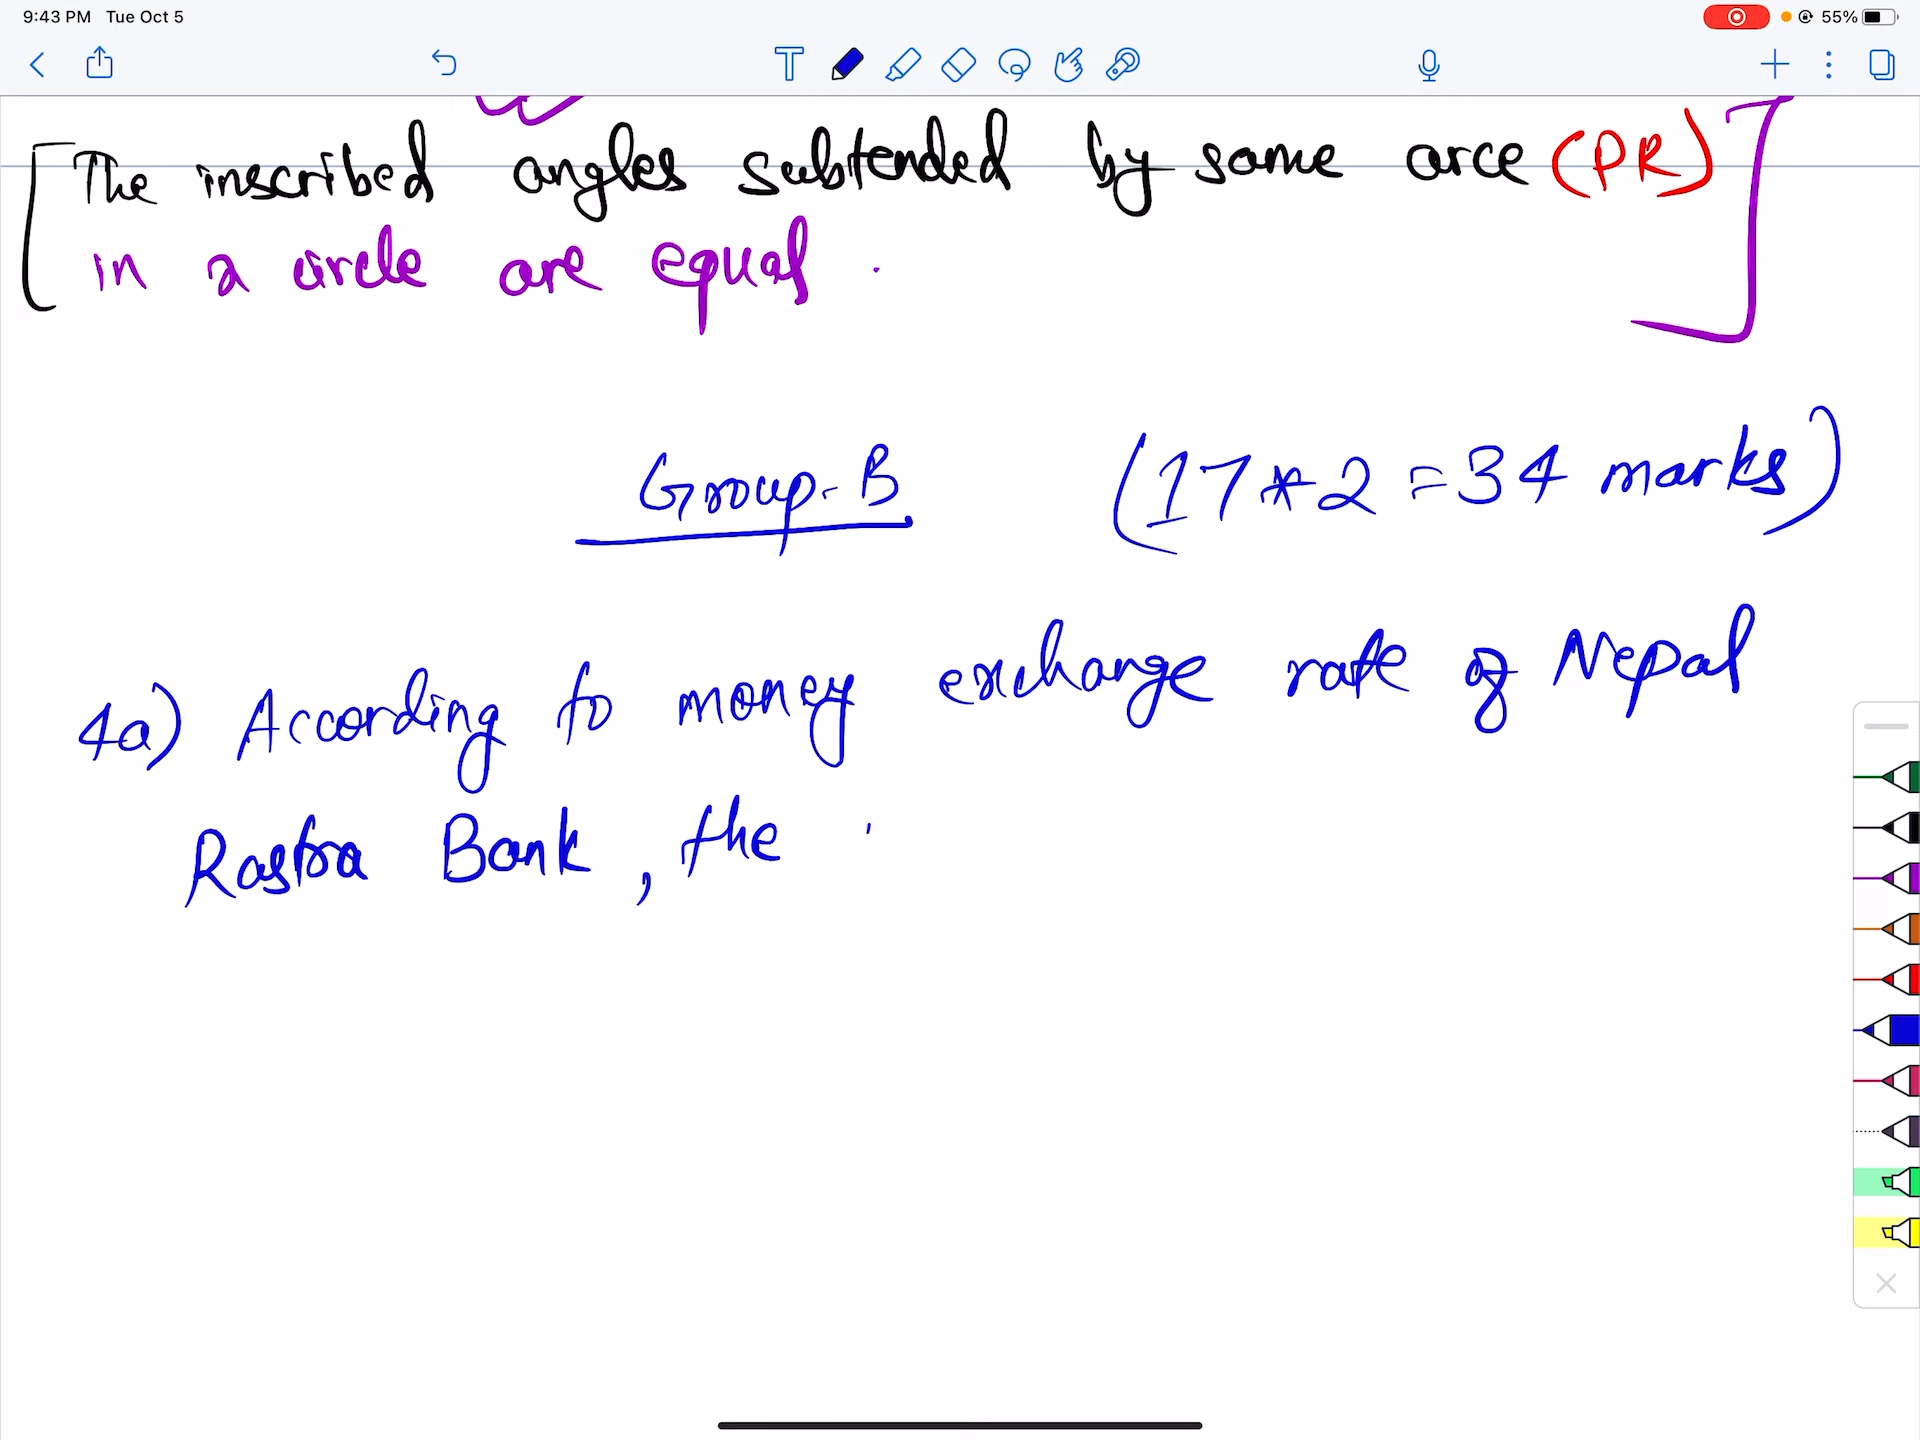 9:43 PM Tue Oct 5
55%
The inscribed angles subtended by same arce (PR)
in a circle are equal .
Group-B (17*2=34 marks)
4a) According to money exchange rate of Nepal
Rastra Bank, the